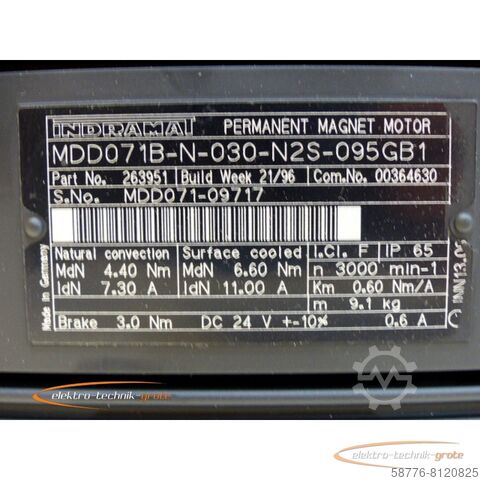 INDRAMAT PERMANENT MAGNET MOTOR
MDD071B-N-030-N2S-095GB1
Part No. 263951 Build Week 21/96 Com.No. 00364630
S.No. MDD071-09717
Natural convection Surface cooled I.Cl. F IP 65
MdN 4.40 Nm MdN 6.60 Nm n 3000 min-1
IdN 7.30 A IdN 11.00 A Km 0.60 Nm/A
m 9.1 kg
Brake 3.0 Nm DC 24 V +-10% 0.6 A
Made in Germany
elektro-technik-grote
elektro-technik-grote
58776-8120825